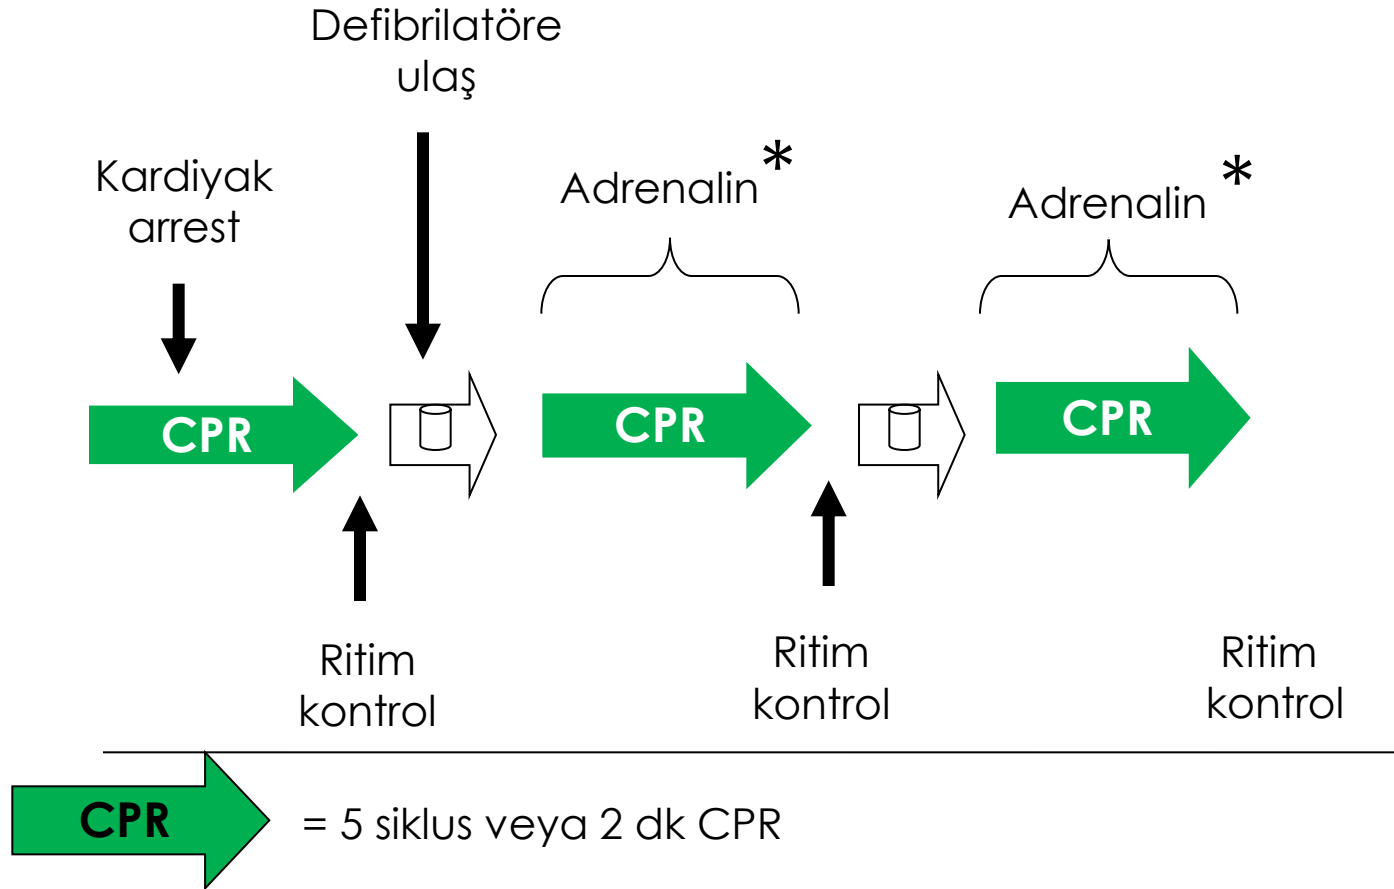 Defibrilatöre
ulaş
Kardiyak
arrest
Adrenalin *
Adrenalin *
CPR
CPR
CPR
Ritim
kontrol
Ritim
kontrol
Ritim
kontrol
CPR
= 5 siklus veya 2 dk CPR